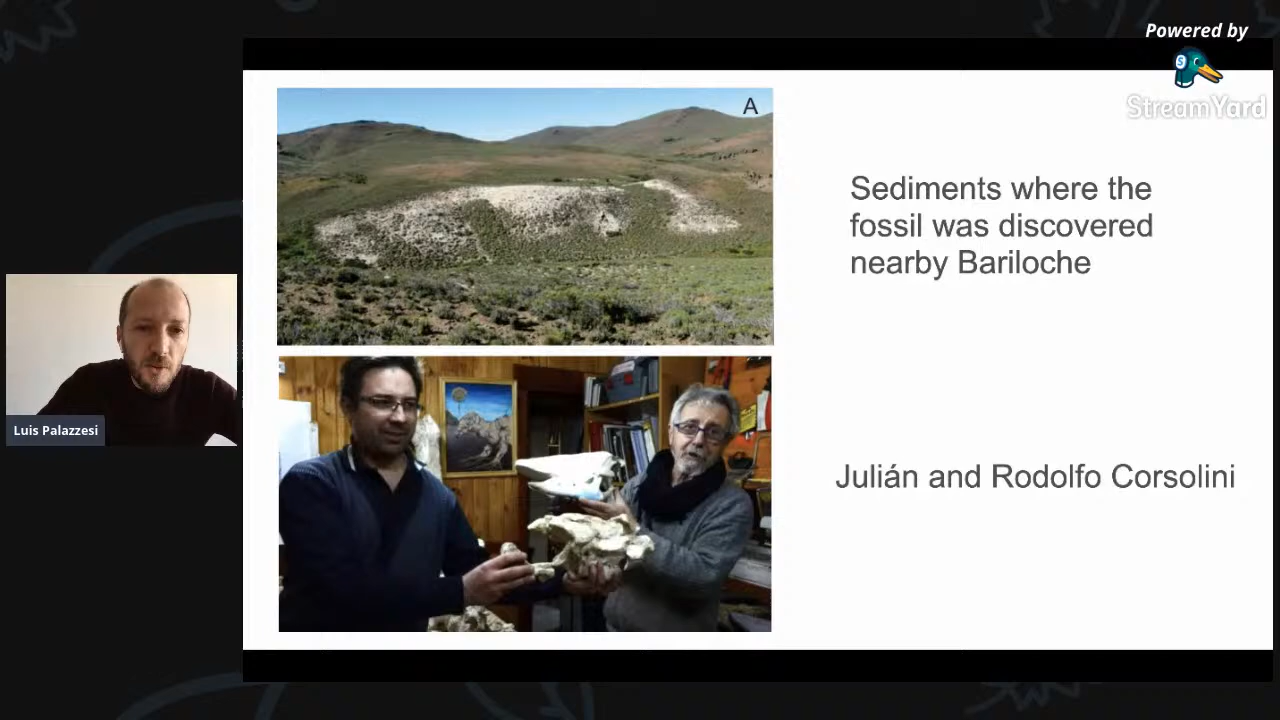 Powered by
StreamYard
A
Sediments where the
fossil was discovered
nearby Bariloche
Luis Palazzesi
Julián and Rodolfo Corsolini